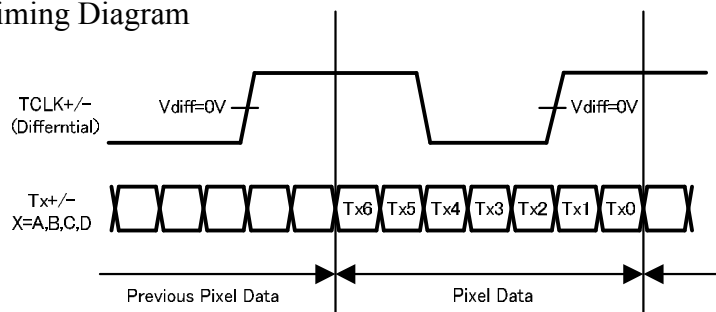 iming Diagram
TCLK+/-
(Differntial)
Vdiff=0V
Vdiff=0V
Tx+/-
X=A,B,C,D
Tx6 Tx5 Tx4 Tx3 Tx2 Tx1 Tx0
Previous Pixel Data
Pixel Data